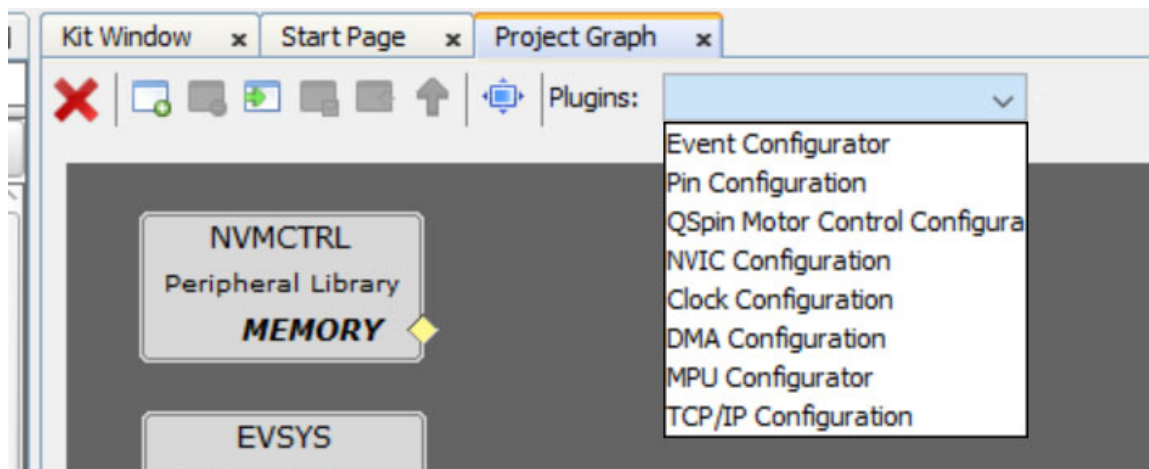 Kit Window x Start Page x Project Graph x
Plugins:
Event Configurator
Pin Configuration
QSpin Motor Control Configura
NVIC Configuration
Clock Configuration
DMA Configuration
MPU Configurator
TCP/IP Configuration
NVMCTRL
Peripheral Library
MEMORY
EVSYS